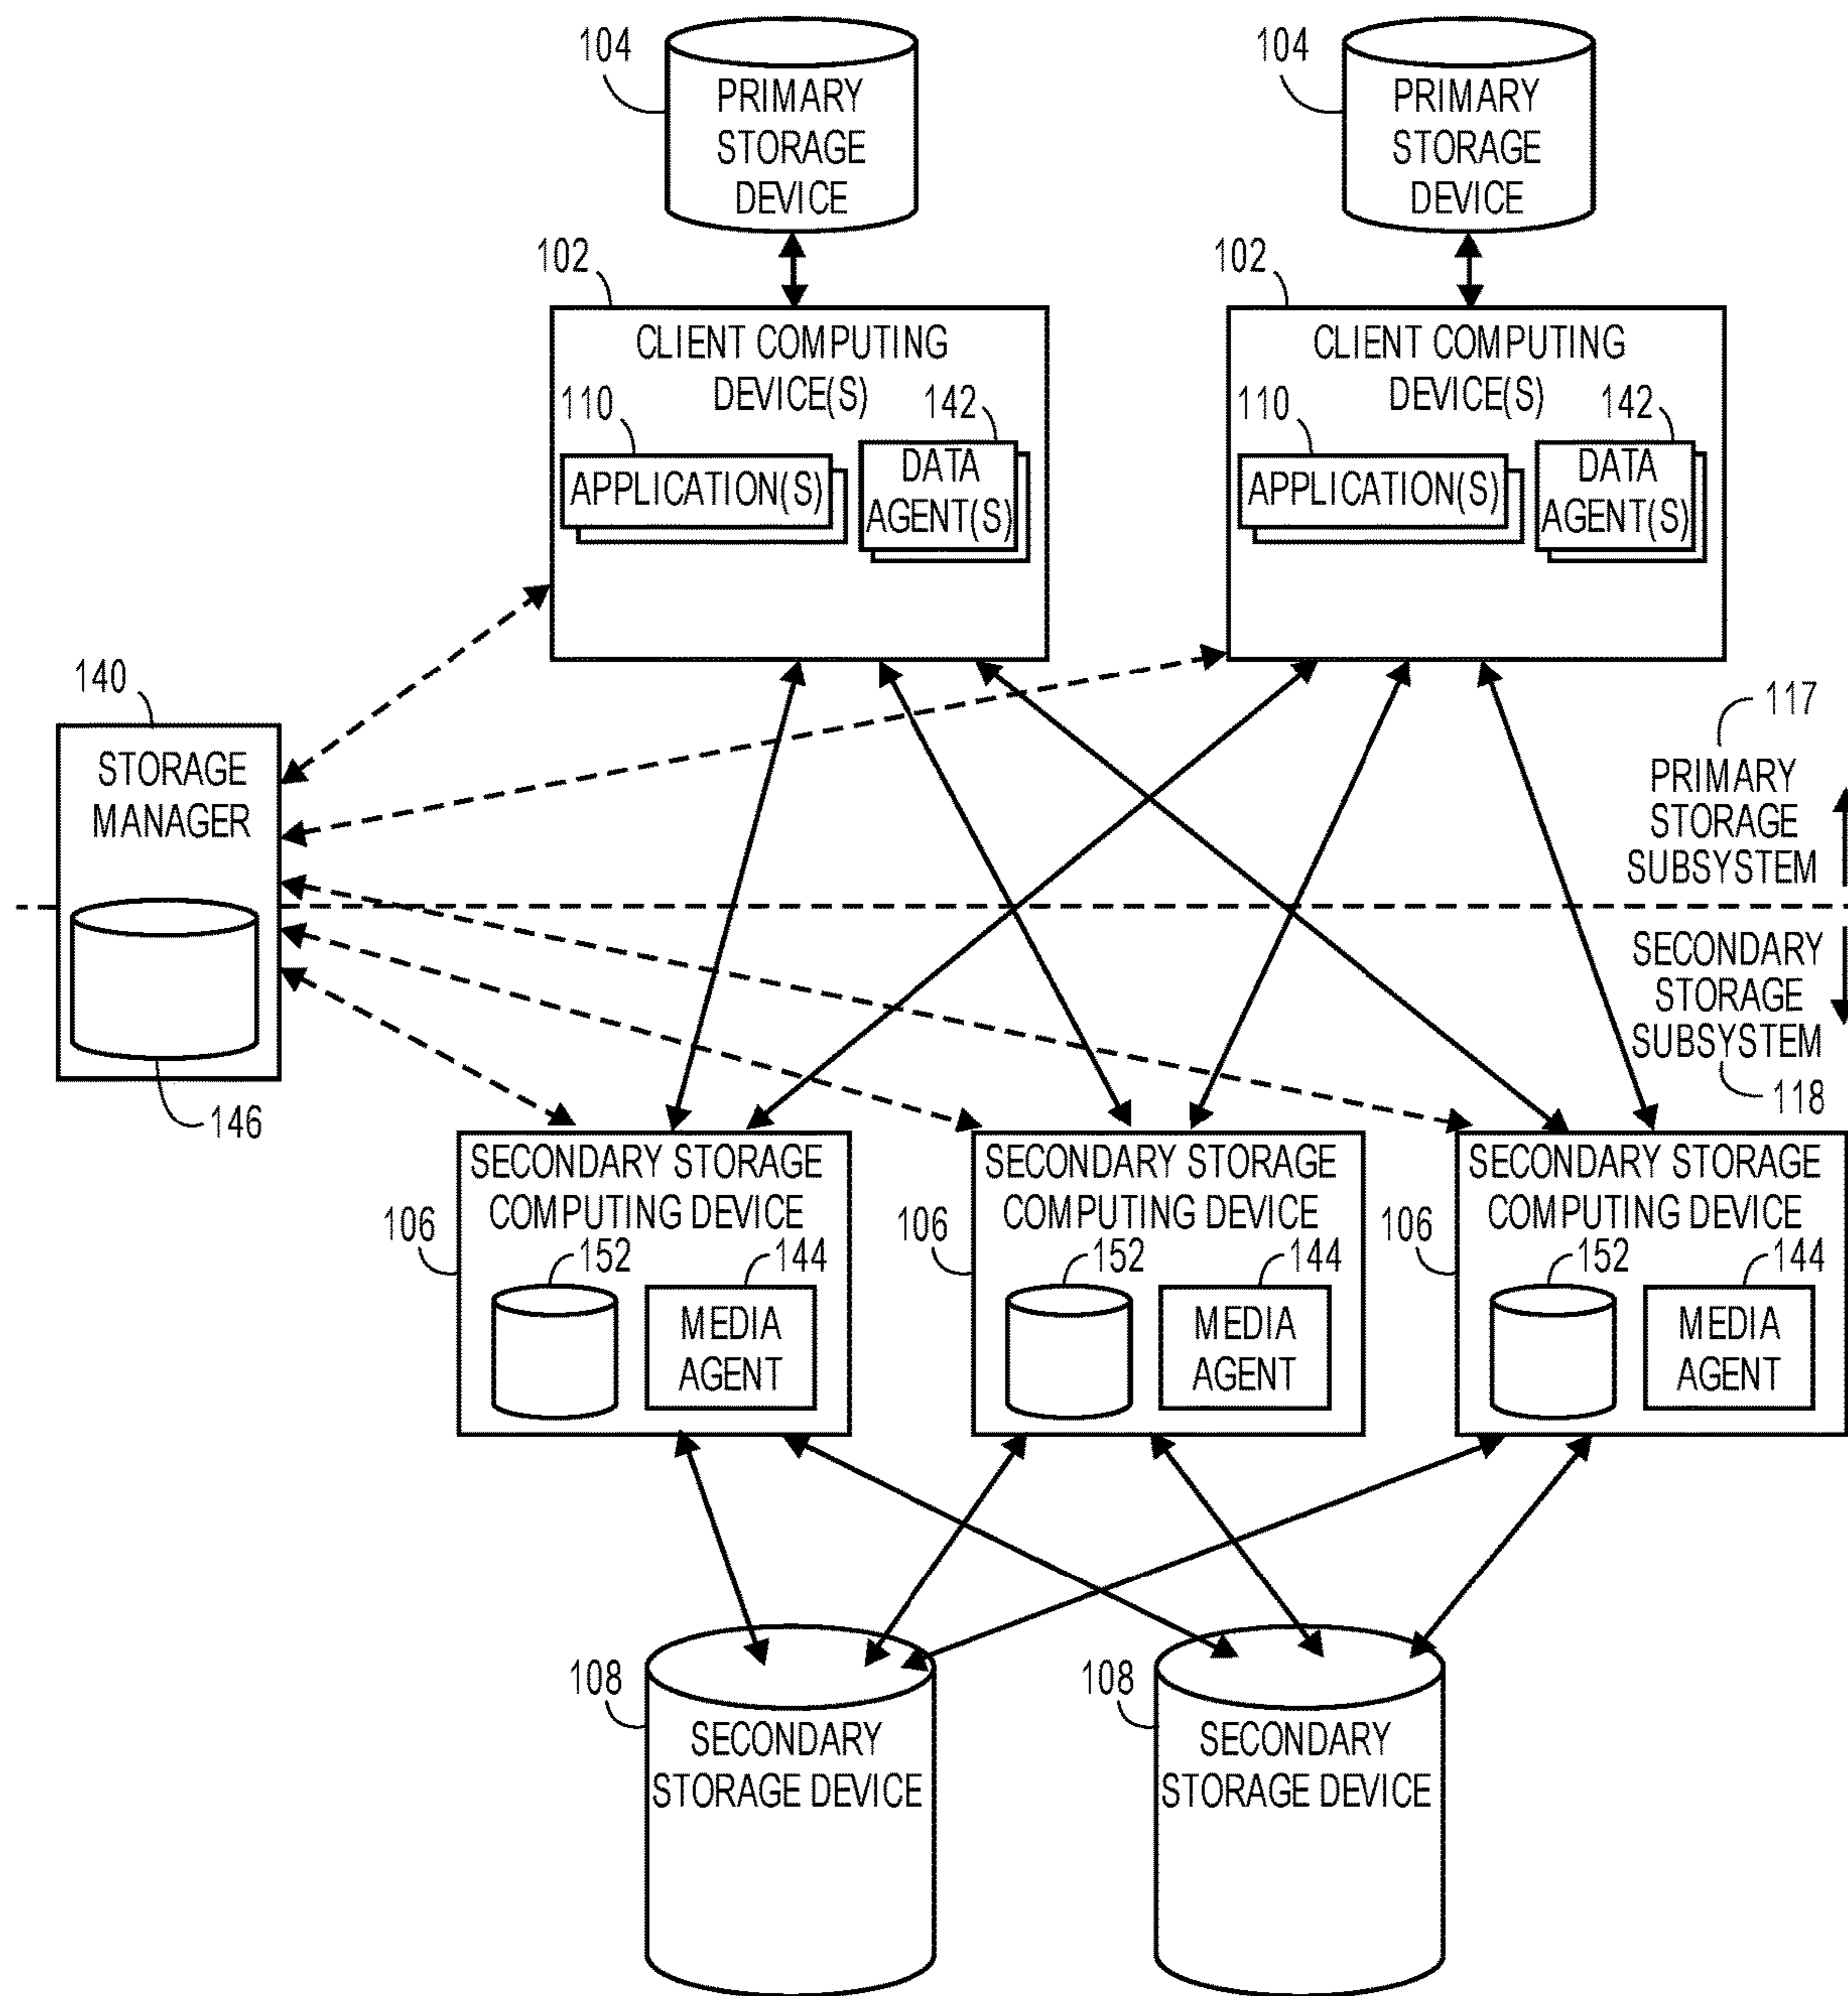 104
PRIMARY
STORAGE
DEVICE
104
PRIMARY
STORAGE
DEVICE
102
CLIENT COMPUTING
DEVICE(S)
110
142
APPLICATION(S)
DATA
AGENT(S)
102
CLIENT COMPUTING
DEVICE(S)
110
142
APPLICATION(S)
DATA
AGENT(S)
140
STORAGE
MANAGER
146
117
PRIMARY
STORAGE
SUBSYSTEM
SECONDARY
STORAGE
SUBSYSTEM
118
SECONDARY STORAGE
COMPUTING DEVICE
106
152
144
MEDIA
AGENT
SECONDARY STORAGE
COMPUTING DEVICE
106
152
144
MEDIA
AGENT
SECONDARY STORAGE
COMPUTING DEVICE
106
152
144
MEDIA
AGENT
108
SECONDARY
STORAGE DEVICE
108
SECONDARY
STORAGE DEVICE